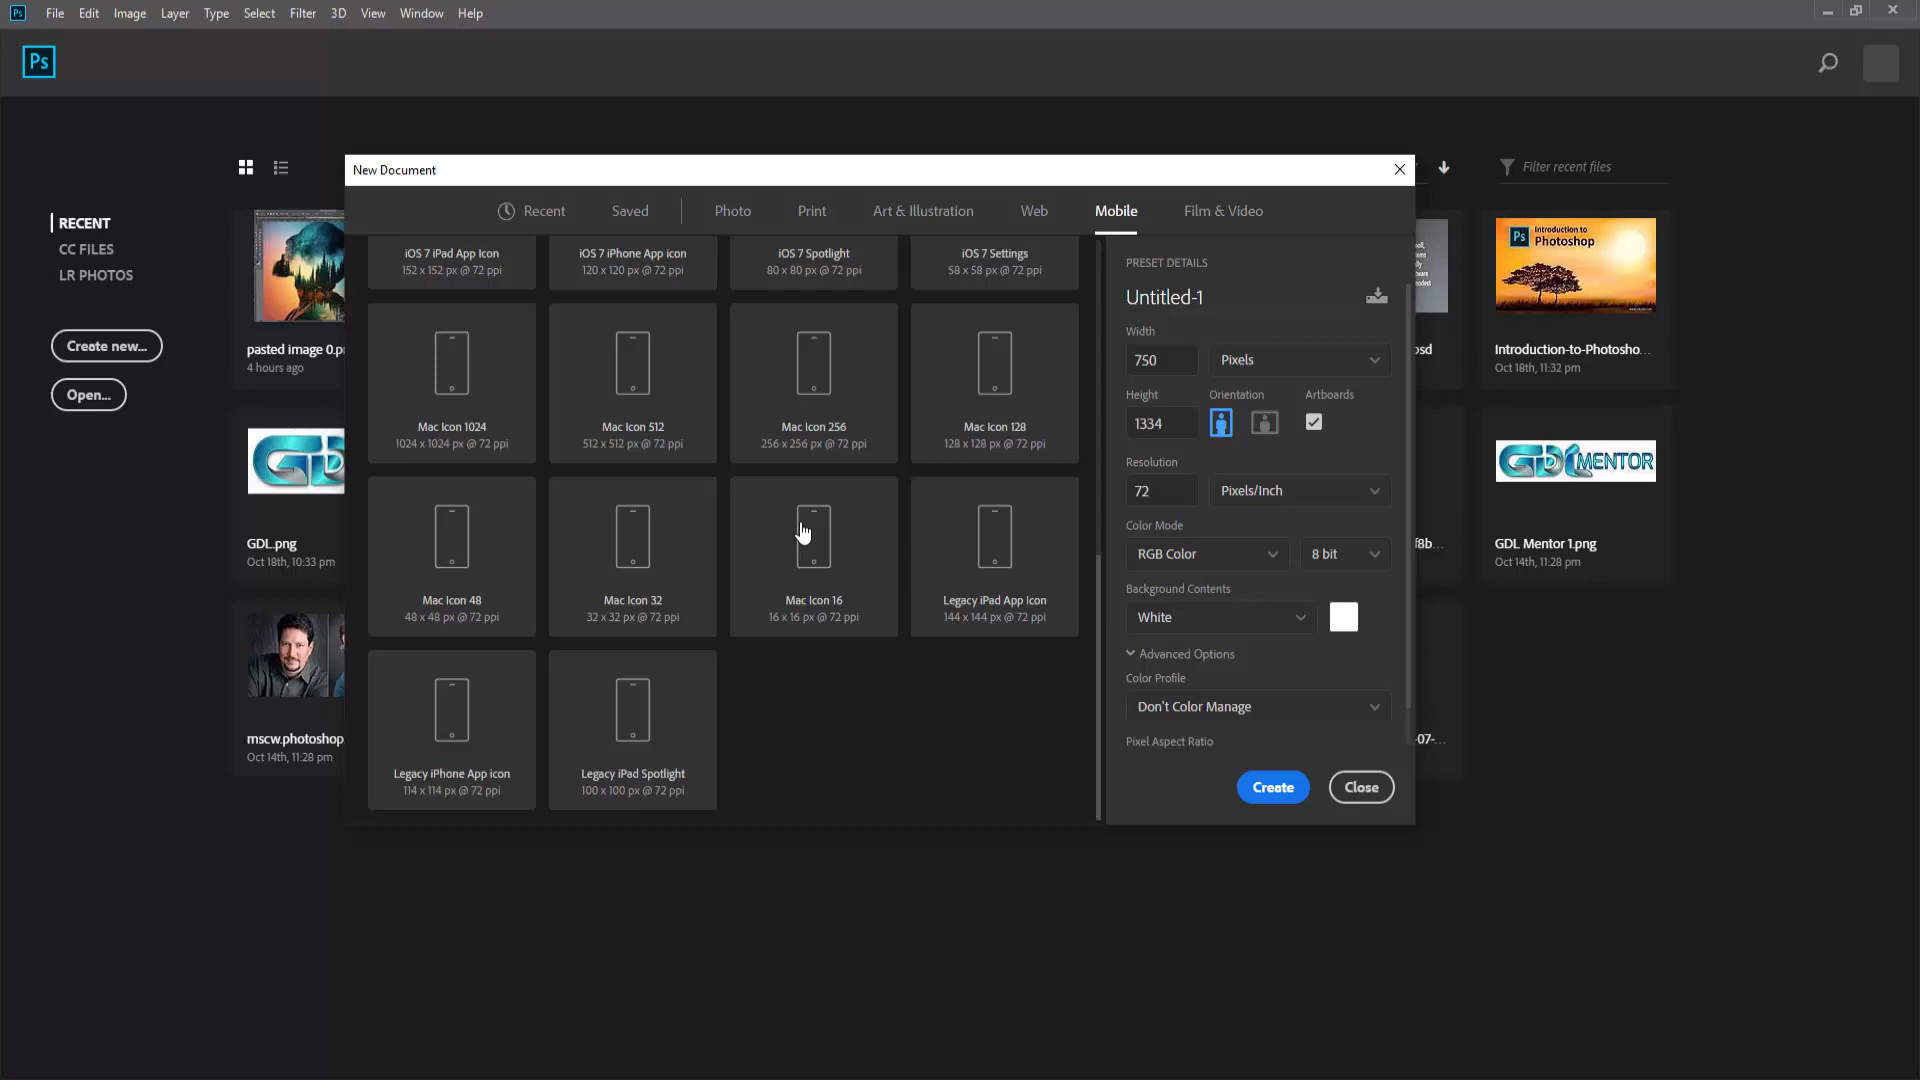 Ps File Edit Image Layer Type Select Filter 3D View Window Help
Ps
Filter recent files
RECENT
CC FILES
LR PHOTOS
Create new...
Open...
pasted image 0.p
4 hours ago
GDL.png
Oct 18th, 10:33 pm
mscw.photoshop
Oct 14th, 11:28 pm
New Document
Recent Saved Photo Print Art & Illustration Web Mobile Film & Video
iOS 7 iPad App Icon
152 x 152 px @ 72 ppi
iOS 7 iPhone App icon
120 x 120 px @ 72 ppi
iOS 7 Spotlight
80 x 80 px @ 72 ppi
iOS 7 Settings
58 x 58 px @ 72 ppi
Mac Icon 1024
1024 x 1024 px @ 72 ppi
Mac Icon 512
512 x 512 px @ 72 ppi
Mac Icon 256
256 x 256 px @ 72 ppi
Mac Icon 128
128 x 128 px @ 72 ppi
Mac Icon 48
48 x 48 px @ 72 ppi
Mac Icon 32
32 x 32 px @ 72 ppi
Mac Icon 16
16 x 16 px @ 72 ppi
Legacy iPad App Icon
144 x 144 px @ 72 ppi
Legacy iPhone App icon
114 x 114 px @ 72 ppi
Legacy iPad Spotlight
100 x 100 px @ 72 ppi
PRESET DETAILS
Untitled-1
Width
750 Pixels
Height Orientation Artboards
1334
Resolution
72 Pixels/Inch
Color Mode
RGB Color 8 bit
Background Contents
White
Advanced Options
Color Profile
Don't Color Manage
Pixel Aspect Ratio
Create Close
osd
f8b...
-07-...
Ps Introduction to
Photoshop
Introduction-to-Photosho...
Oct 18th, 11:32 pm
GDL MENTOR
GDL Mentor 1.png
Oct 14th, 11:28 pm